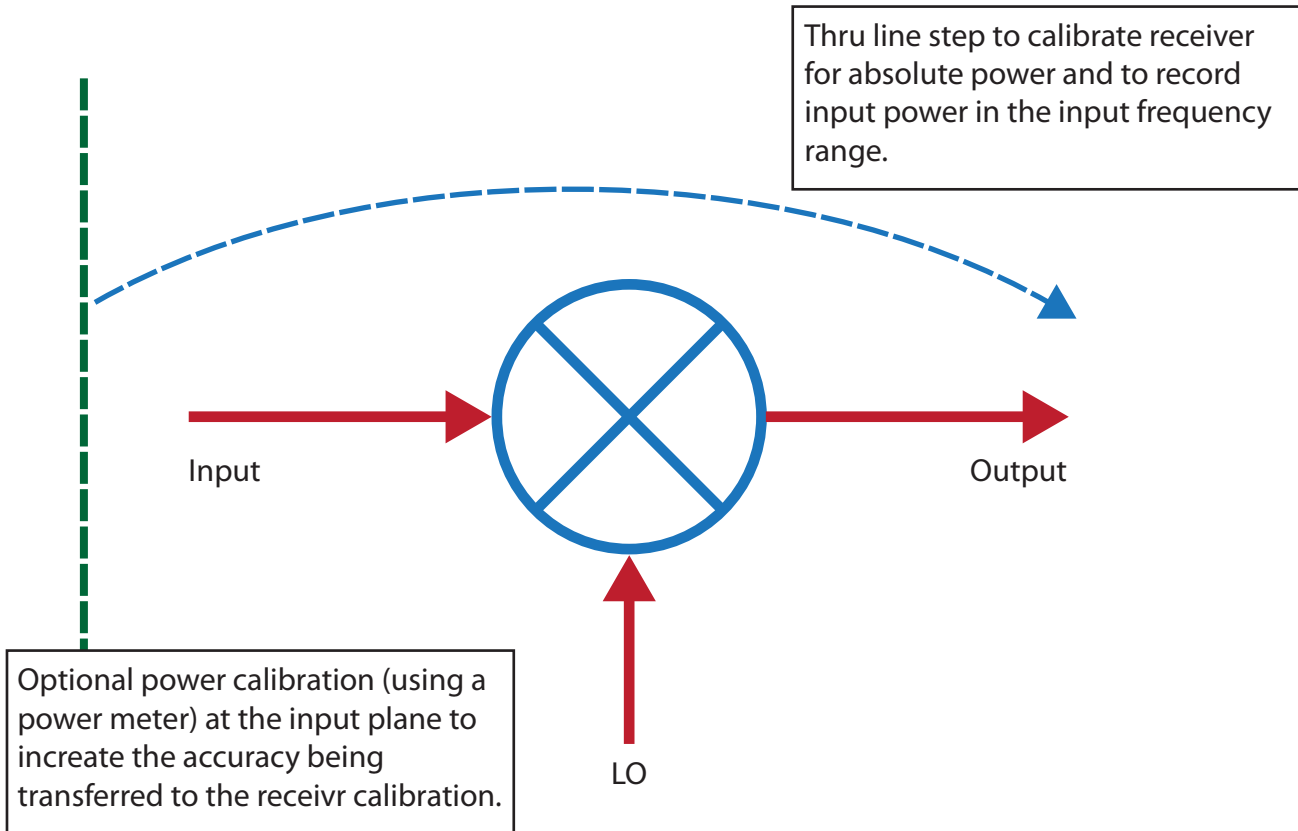 Thru line step to calibrate receiver
for absolute power and to record
input power in the input frequency
range.
Input
Output
LO
Optional power calibration (using a
power meter) at the input plane to
increate the accuracy being
transferred to the receivr calibration.